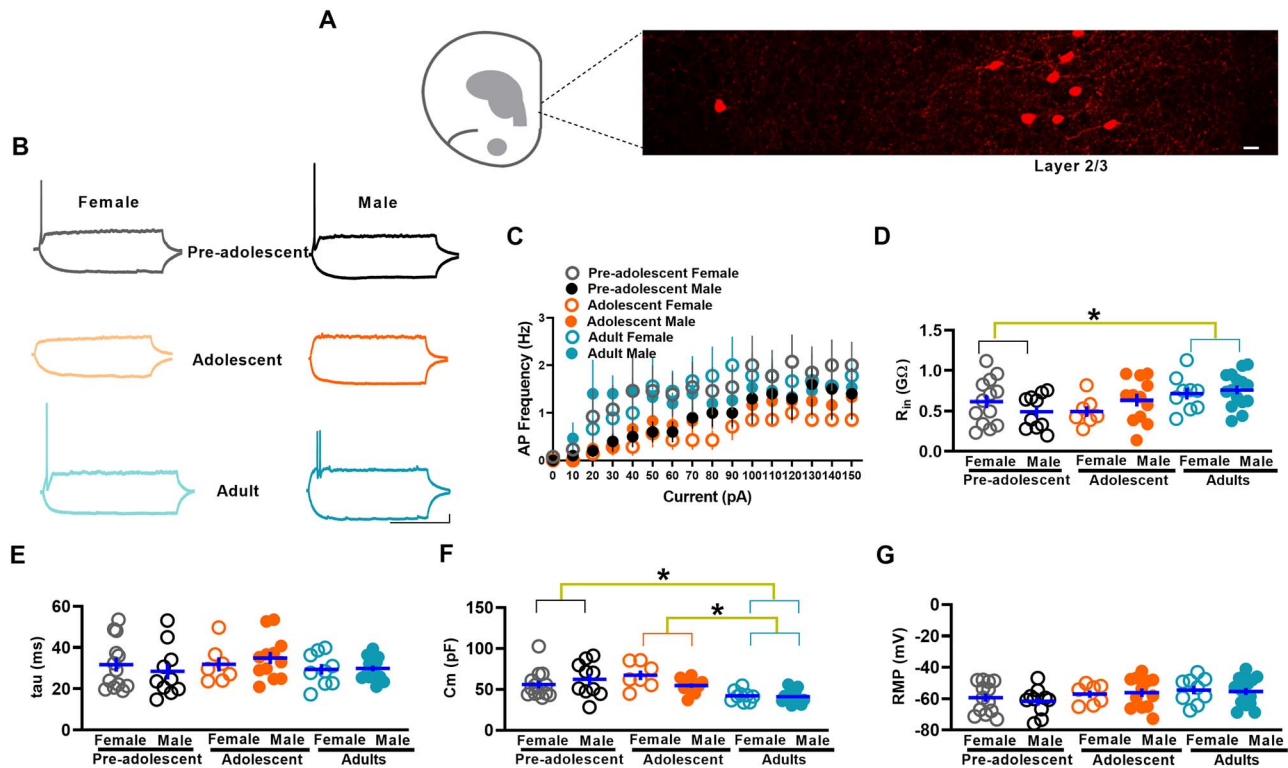 A
Layer 2/3
B
Female
Male
Pre-adolescent
Adolescent
Adult
C
Pre-adolescent Female
Pre-adolescent Male
Adolescent Female
Adolescent Male
Adult Female
Adult Male
AP Frequency (Hz)
3
2
1
0
0 10 20 30 40 50 60 70 80 90 100 110 120 130 140 150
Current (pA)
D
*
Rin (GΩ)
1.5
1.0
0.5
0.0
Female Male Female Male Female Male
Pre-adolescent Adolescent Adults
E
tau (ms)
60
40
20
0
Female Male Female Male Female Male
Pre-adolescent Adolescent Adults
F
*
*
Cm (pF)
150
100
50
0
Female Male Female Male Female Male
Pre-adolescent Adolescent Adults
G
RMP (mV)
0
-20
-40
-60
-80
Female Male Female Male Female Male
Pre-adolescent Adolescent Adults